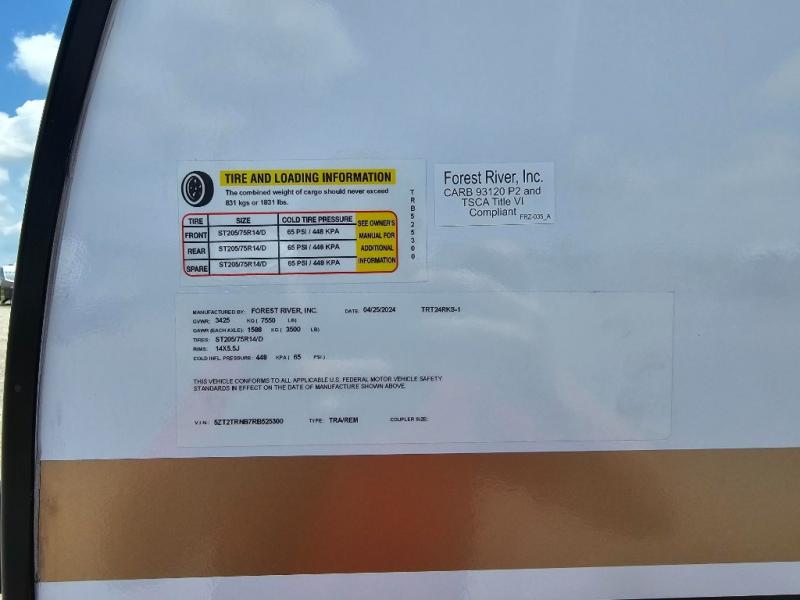 TIRE AND LOADING INFORMATION
The combined weight of cargo should never exceed
831 kgs or 1831 lbs.
TIRE SIZE COLD TIRE PRESSURE SEE OWNER'S MANUAL FOR ADDITIONAL INFORMATION
FRONT ST205/75R14/D 65 PSI / 448 KPA
REAR ST205/75R14/D 65 PSI / 448 KPA
SPARE ST205/75R14/D 65 PSI / 448 KPA
TRB525300
Forest River, Inc.
CARB 93120 P2 and
TSCA Title VI
Compliant
FRZ-035_A
MANUFACTURED BY: FOREST RIVER, INC. DATE: 04/25/2024 TRT24RKS-1
GVWR: 3425 KG ( 7550 LB)
GAWR (EACH AXLE): 1588 KG ( 3500 LB)
TIRES: ST205/75R14/D
RIMS: 14X5.5J
COLD INFL. PRESSURE: 448 KPA ( 65 PSI )
THIS VEHICLE CONFORMS TO ALL APPLICABLE U.S. FEDERAL MOTOR VEHICLE SAFETY
STANDARDS IN EFFECT ON THE DATE OF MANUFACTURE SHOWN ABOVE.
V.I.N.: 5ZT2TRNB7RB525300 TYPE: TRA/REM COUPLER SIZE: